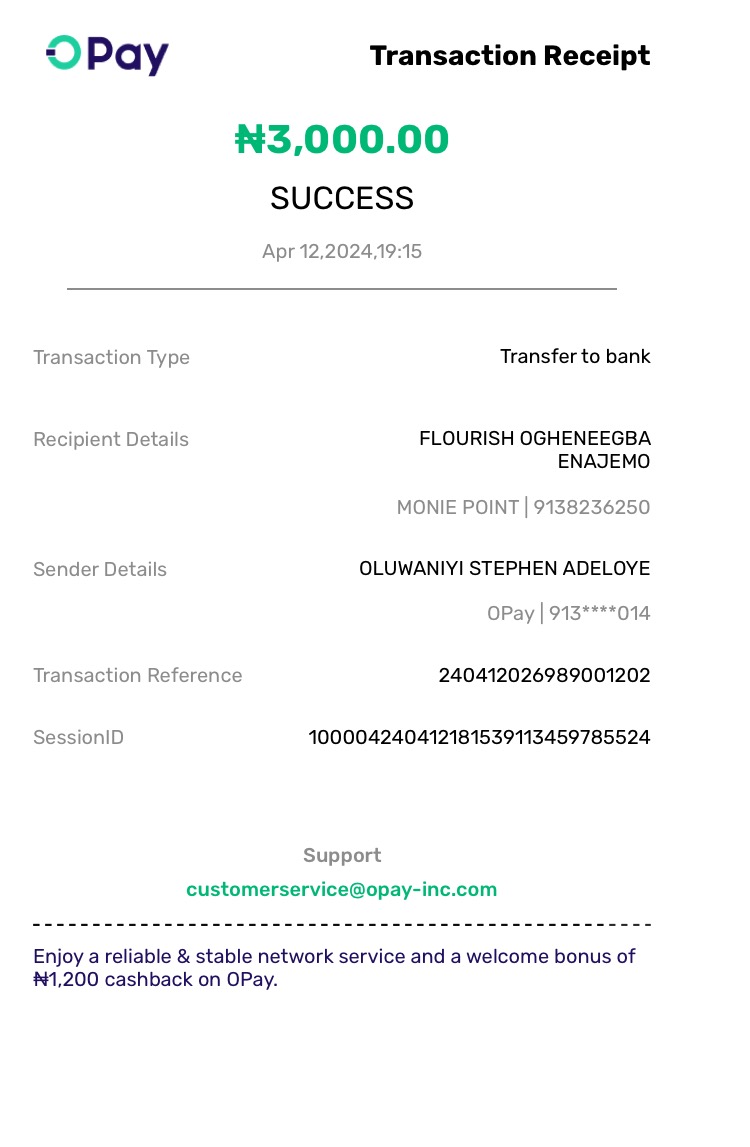 OPay
Transaction Receipt
₦3,000.00
SUCCESS
Apr 12,2024,19:15
Transaction Type
Transfer to bank
Recipient Details
FLOURISH OGHENEEGBA
ENAJEMO
MONIE POINT | 9138236250
Sender Details
OLUWANIYI STEPHEN ADELOYE
OPay | 913****014
Transaction Reference
240412026989001202
SessionID
100004240412181539113459785524
Support
customerservice@opay-inc.com
Enjoy a reliable & stable network service and a welcome bonus of
₦1,200 cashback on OPay.